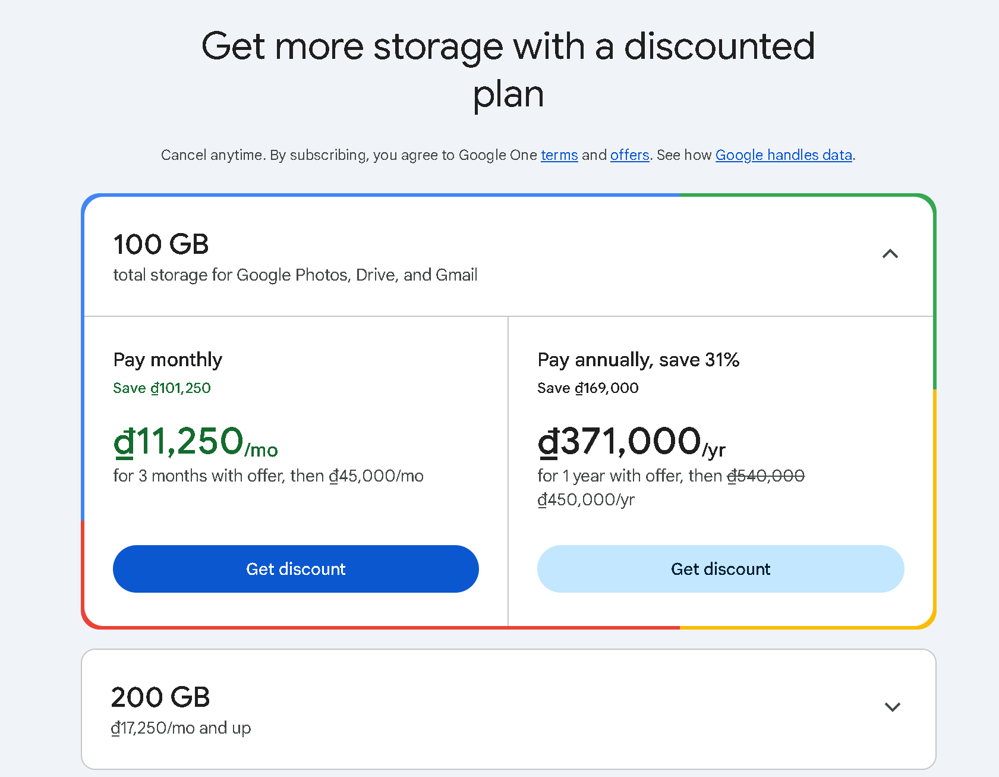 Get more storage with a discounted
plan
Cancel anytime. By subscribing, you agree to Google One terms and offers. See how Google handles data.
100 GB
total storage for Google Photos, Drive, and Gmail
Pay monthly
Save ₫101,250
₫11,250/mo
for 3 months with offer, then ₫45,000/mo
Get discount
Pay annually, save 31%
Save ₫169,000
₫371,000/yr
for 1 year with offer, then ₫540,000
₫450,000/yr
Get discount
200 GB
₫17,250/mo and up